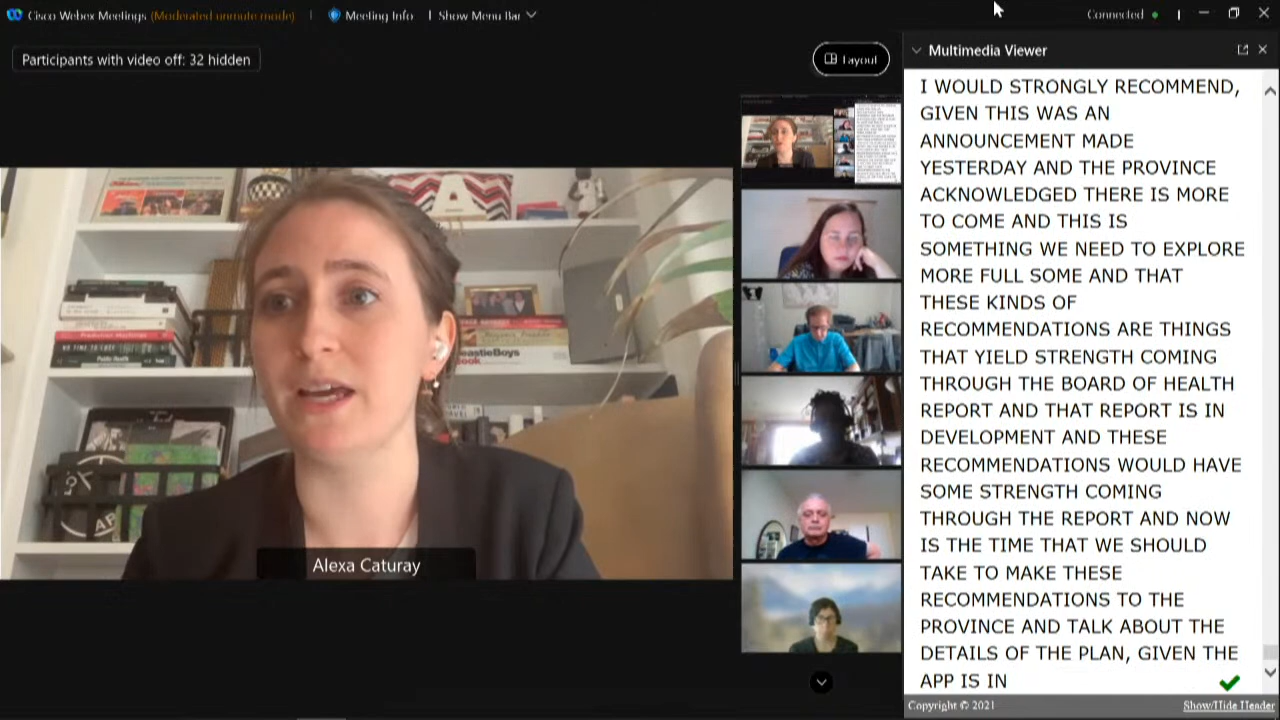 Cisco Webex Meetings (Moderated unmute mode)
Meeting Info
Show Menu Bar
Connected
Participants with video off: 32 hidden
Layout
Multimedia Viewer
I WOULD STRONGLY RECOMMEND,
GIVEN THIS WAS AN
ANNOUNCEMENT MADE
YESTERDAY AND THE PROVINCE
ACKNOWLEDGED THERE IS MORE
TO COME AND THIS IS
SOMETHING WE NEED TO EXPLORE
MORE FULL SOME AND THAT
THESE KINDS OF
RECOMMENDATIONS ARE THINGS
THAT YIELD STRENGTH COMING
THROUGH THE BOARD OF HEALTH
REPORT AND THAT REPORT IS IN
DEVELOPMENT AND THESE
RECOMMENDATIONS WOULD HAVE
SOME STRENGTH COMING
THROUGH THE REPORT AND NOW
IS THE TIME THAT WE SHOULD
TAKE TO MAKE THESE
RECOMMENDATIONS TO THE
PROVINCE AND TALK ABOUT THE
DETAILS OF THE PLAN, GIVEN THE
APP IS IN
Copyright © 2021
Show/Hide Header
Prediction Machines
Public Health
BeastieBoys
Alexa Caturay